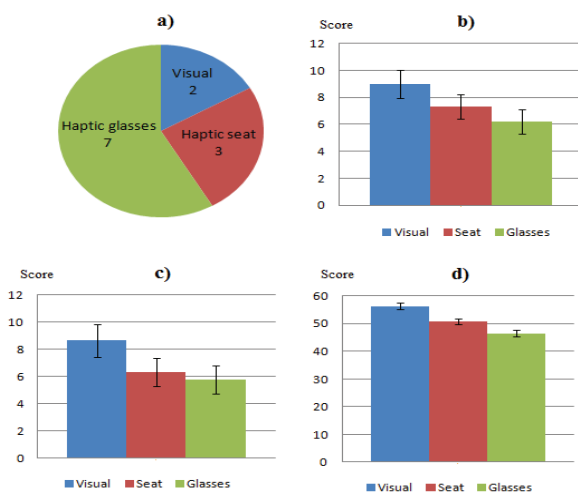 a)
Visual
2
Haptic glasses
7
Haptic seat
3
b)
Score
12
10
8
6
4
2
0
Visual Seat Glasses
c)
Score
12
10
8
6
4
2
0
Visual Seat Glasses
d)
Score
60
50
40
30
20
10
0
Visual Seat Glasses